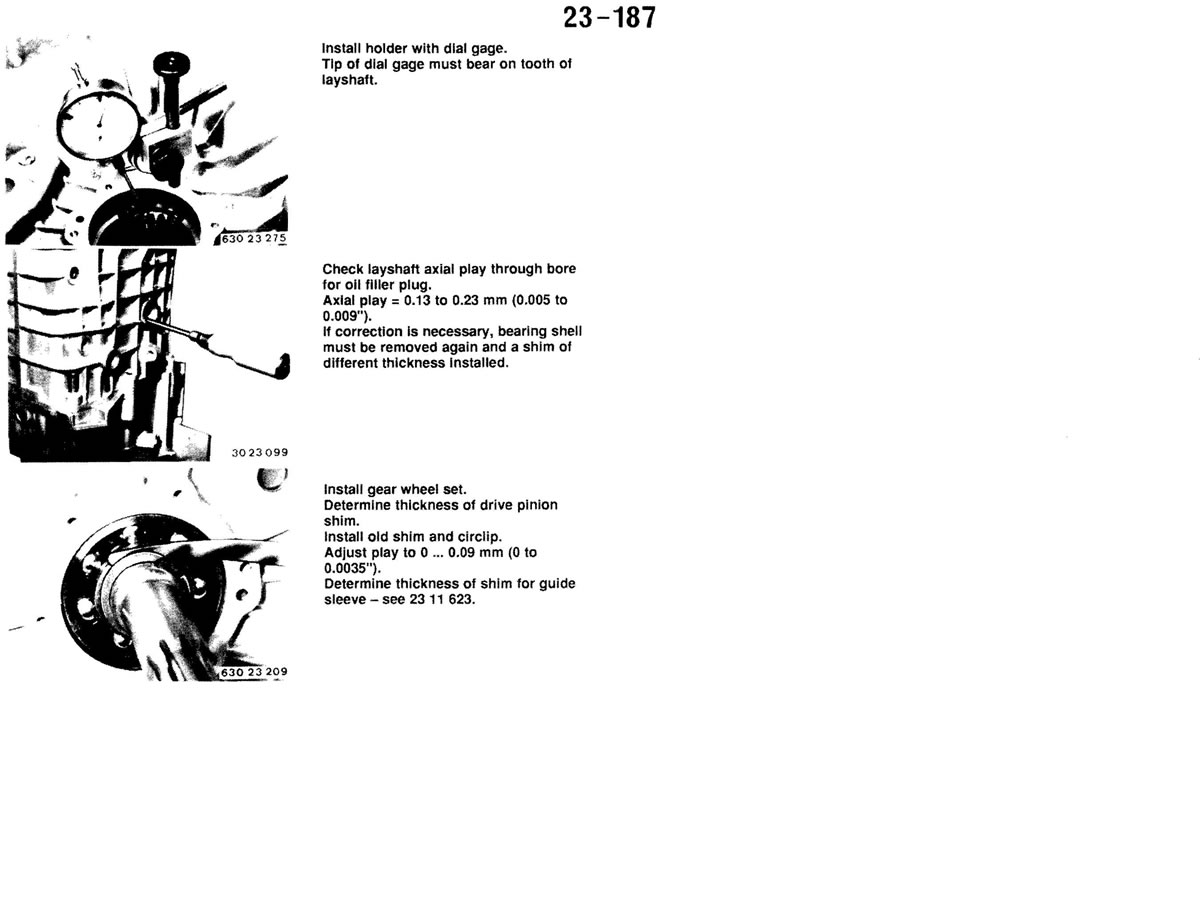 23-187
Install holder with dial gage.
Tip of dial gage must bear on tooth of
layshaft.
630 23 275
Check layshaft axial play through bore
for oil filler plug.
Axial play = 0.13 to 0.23 mm (0.005 to
0.009").
If correction is necessary, bearing shell
must be removed again and a shim of
different thickness installed.
30 23 099
Install gear wheel set.
Determine thickness of drive pinion
shim.
Install old shim and circlip.
Adjust play to 0 ... 0.09 mm (0 to
0.0035").
Determine thickness of shim for guide
sleeve – see 23 11 623.
630 23 209